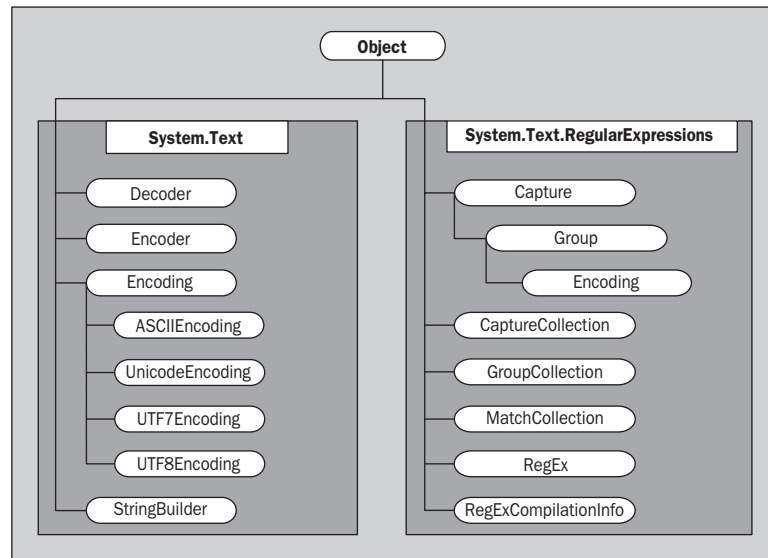 Object
System.Text
Decoder
Encoder
Encoding
ASCIIEncoding
UnicodeEncoding
UTF7Encoding
UTF8Encoding
StringBuilder
System.Text.RegularExpressions
Capture
Group
Encoding
CaptureCollection
GroupCollection
MatchCollection
RegEx
RegExCompilationInfo